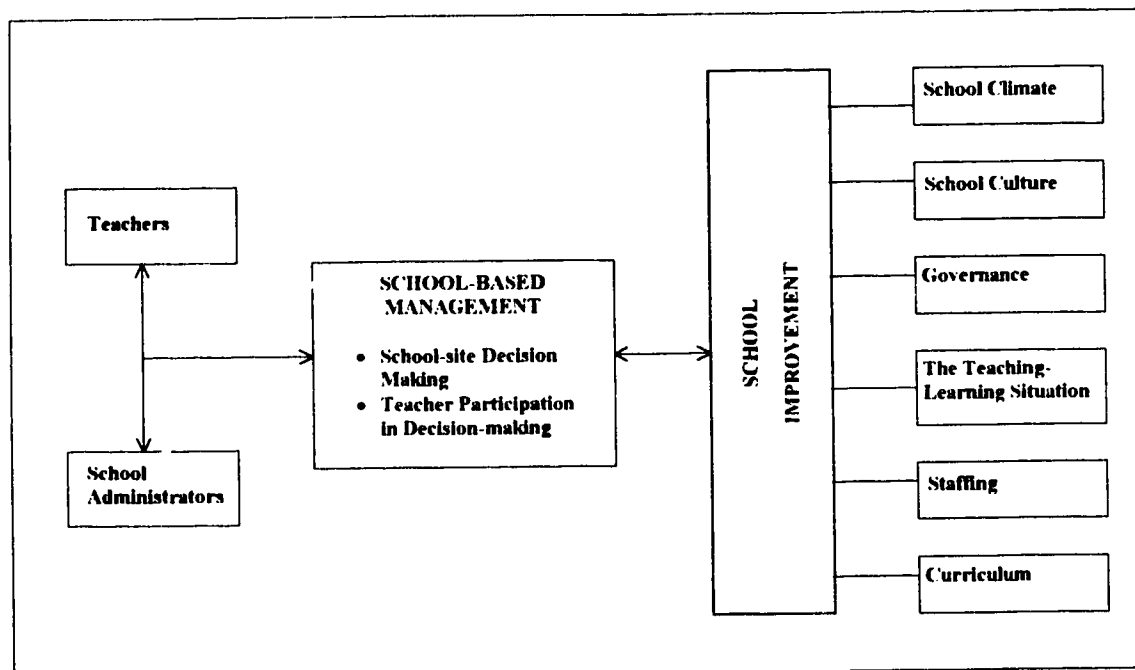 Teachers
School
Administrators
SCHOOL-BASED
MANAGEMENT
• School-site Decision
Making
• Teacher Participation
in Decision-making
SCHOOL
IMPROVEMENT
School Climate
School Culture
Governance
The Teaching-
Learning Situation
Staffing
Curriculum